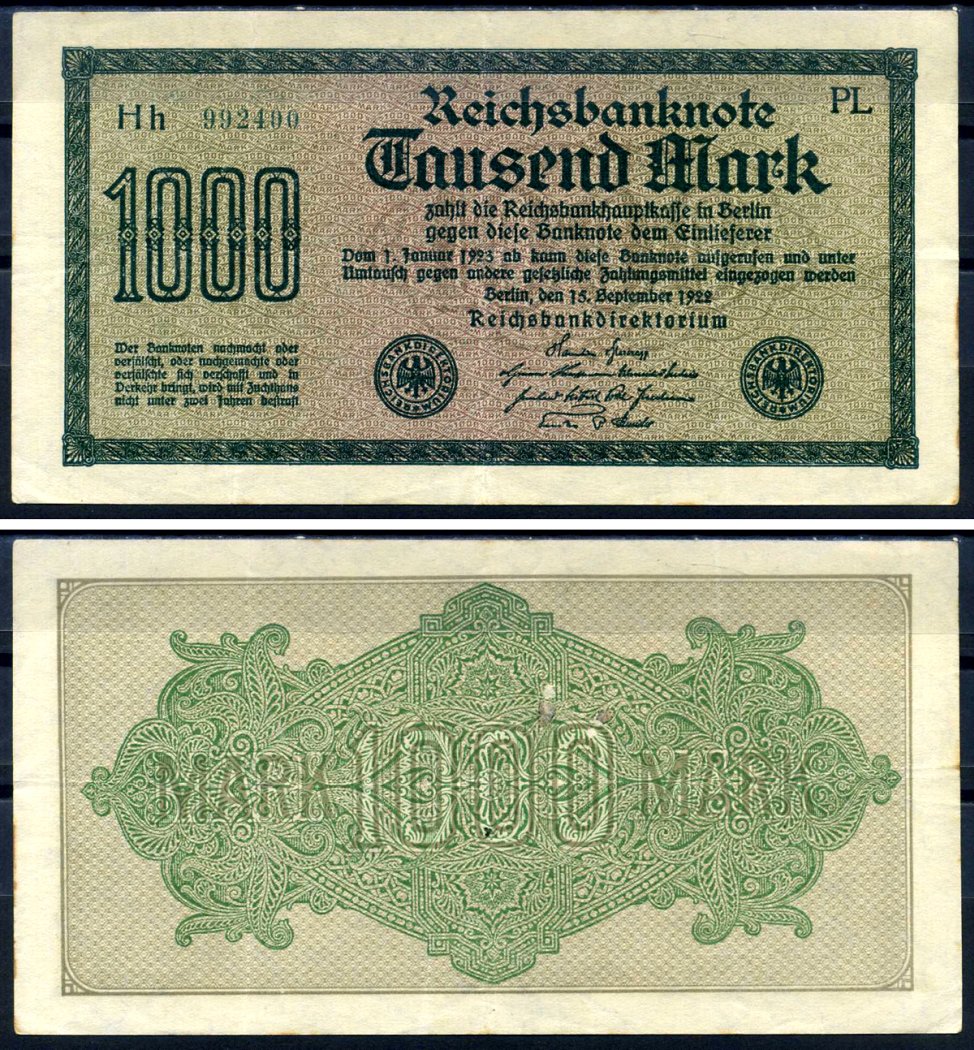 Hh 992400
PL
Reichsbanknote
Tausend Mark
1000
zahlt die Reichsbankhauptkasse in Berlin
gegen diese Banknote dem Einlieferer
Vom 1. Januar 1923 ab kann diese Banknote aufgerufen und unter
Umtausch gegen andere gesetzliche Zahlungsmittel eingezogen werden
Berlin, den 15. September 1922
Reichsbankdirektorium
Wer Banknoten nachmacht oder
verfälscht, oder nachgemachte oder
verfälschte sich verschafft und in
Verkehr bringt, wird mit Zuchthaus
nicht unter zwei Jahren bestraft
REICHSBANKDIREKTORIUM
REICHSBANKDIREKTORIUM
MARK 1000 MARK